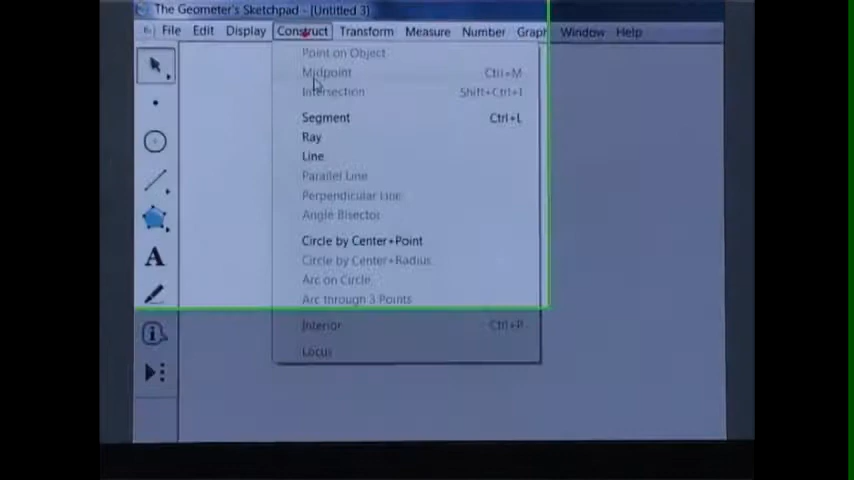 The Geometer's Sketchpad - [Untitled 3]
File Edit Display Construct Transform Measure Number Graph Window Help
Point on Object
Midpoint Ctrl+M
Intersection Shift+Ctrl+I
Segment Ctrl+L
Ray
Line
Parallel Line
Perpendicular Line
Angle Bisector
Circle by Center+Point
Circle by Center+Radius
Arc on Circle
Arc through 3 Points
Interior Ctrl+P
Locus
A